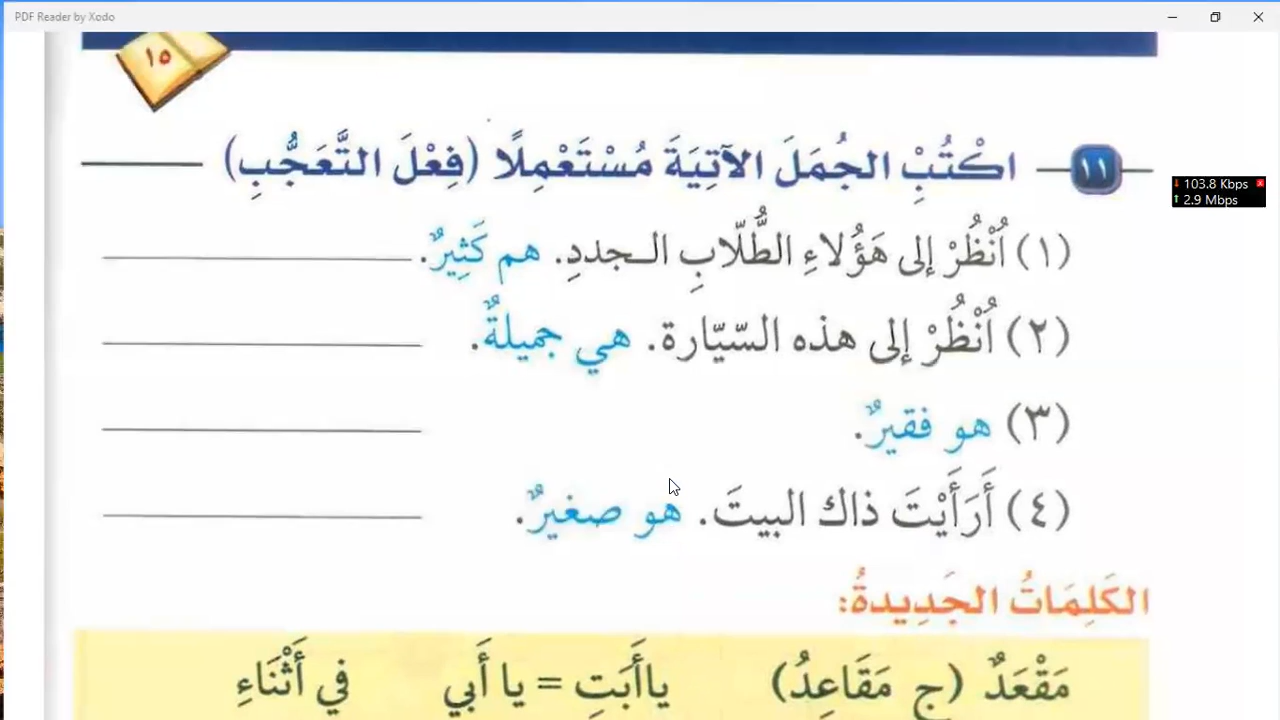 PDF Reader by Xodo
١٥
١١ اكْتُبْ الجُمَلَ الآتِيَةَ مُسْتَعْمِلًا (فِعْلَ التَّعَجُّبِ)
103.8 Kbps
2.9 Mbps
(١) أُنْظُرْ إلى هَؤُلاءِ الطُّلّابِ الـجددِ. هم كَثِيرٌ.
(٢) أُنْظُرْ إلى هذه السّيّارة. هي جميلةٌ.
(٣) هو فقيرٌ.
(٤) أَرَأَيْتَ ذاك البيتَ. هو صغيرٌ.
الكَلِمَاتُ الجَدِيدةُ:
مَقْعَدٌ (ج مَقَاعِدُ) ياأَبَتِ = يا أَبي في أَثْنَاءِ